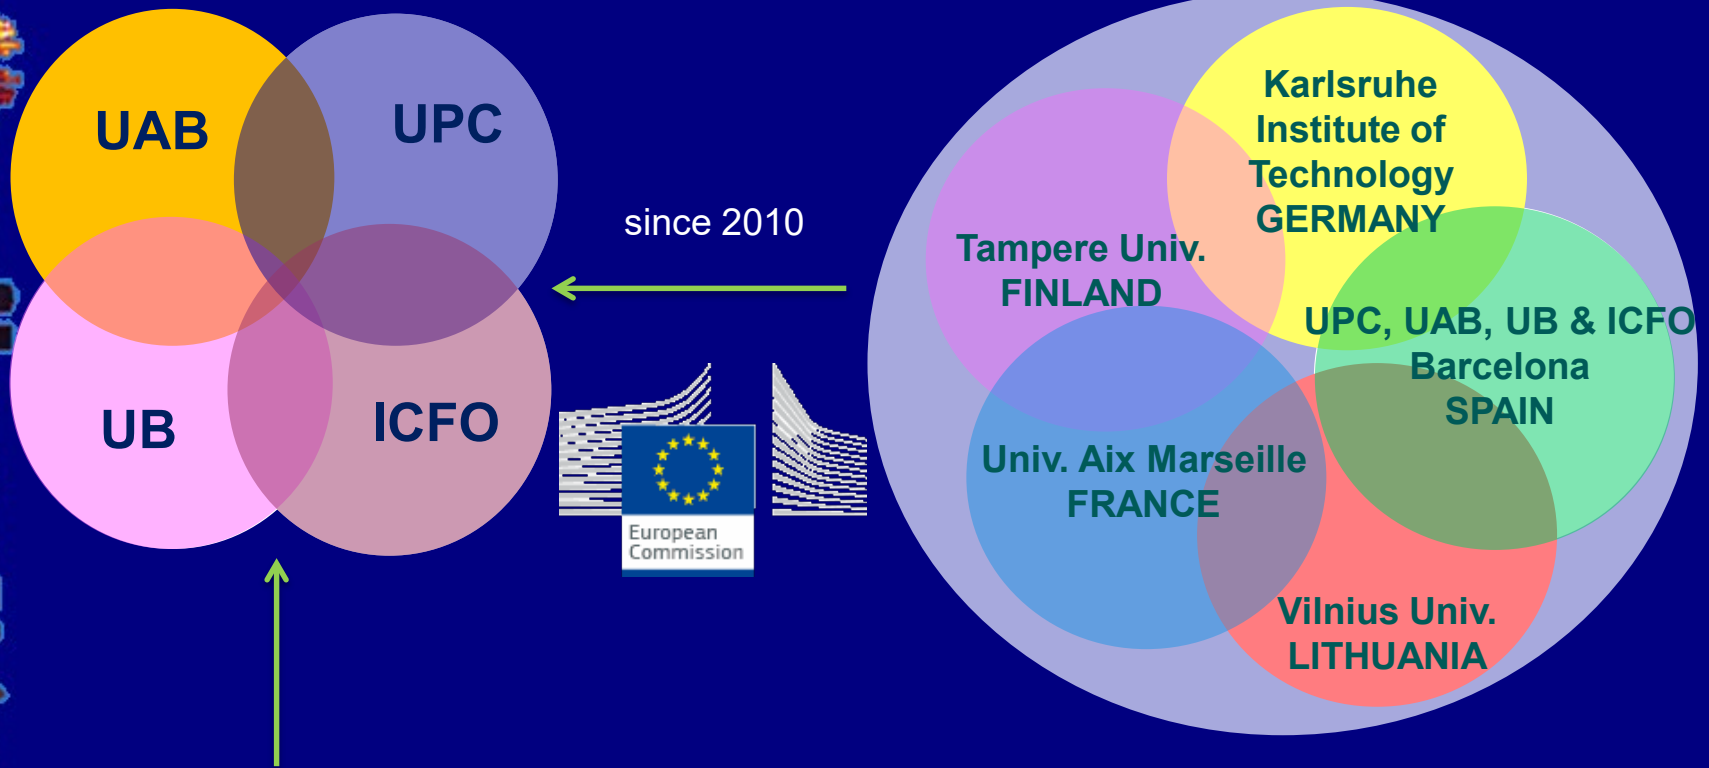 UAB
UPC
UB
ICFO
since 2010
European
Commission
Karlsruhe
Institute of
Technology
GERMANY
Tampere Univ.
FINLAND
UPC, UAB, UB & ICFO
Barcelona
SPAIN
Univ. Aix Marseille
FRANCE
Vilnius Univ.
LITHUANIA